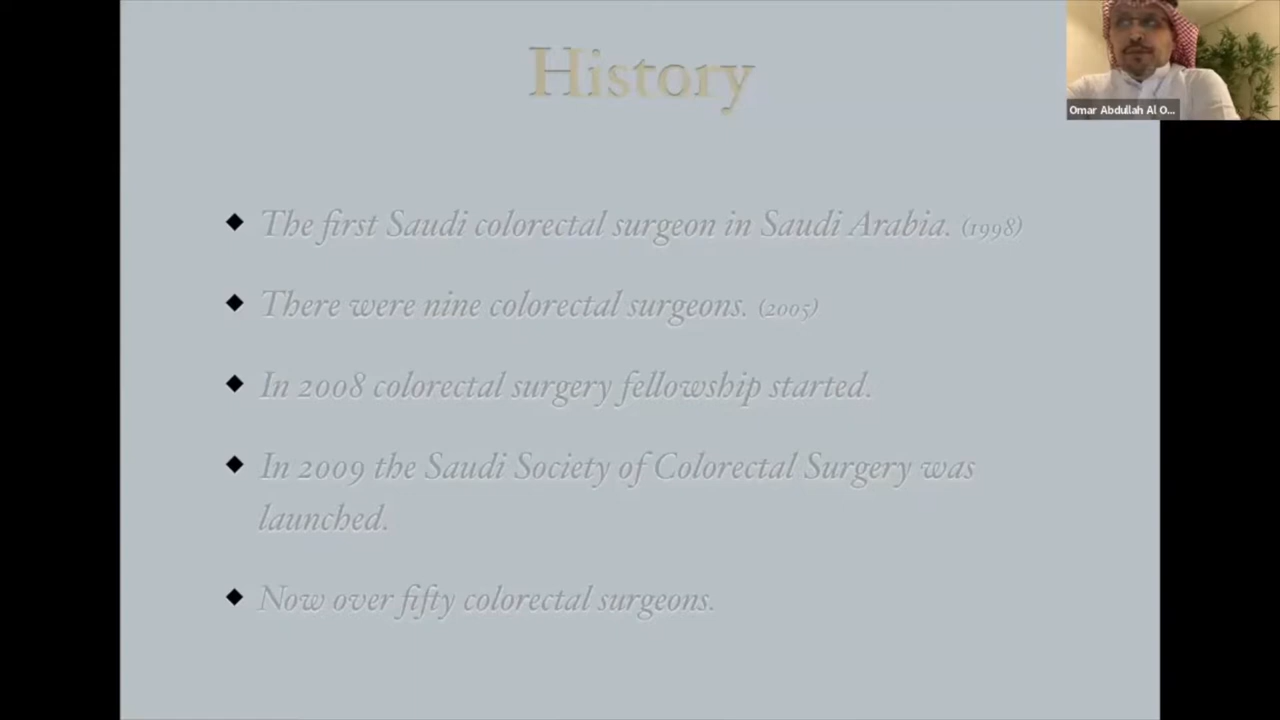 History
Omar Abdullah Al O...
The first Saudi colorectal surgeon in Saudi Arabia. (1998)
There were nine colorectal surgeons. (2005)
In 2008 colorectal surgery fellowship started.
In 2009 the Saudi Society of Colorectal Surgery was
launched.
Now over fifty colorectal surgeons.